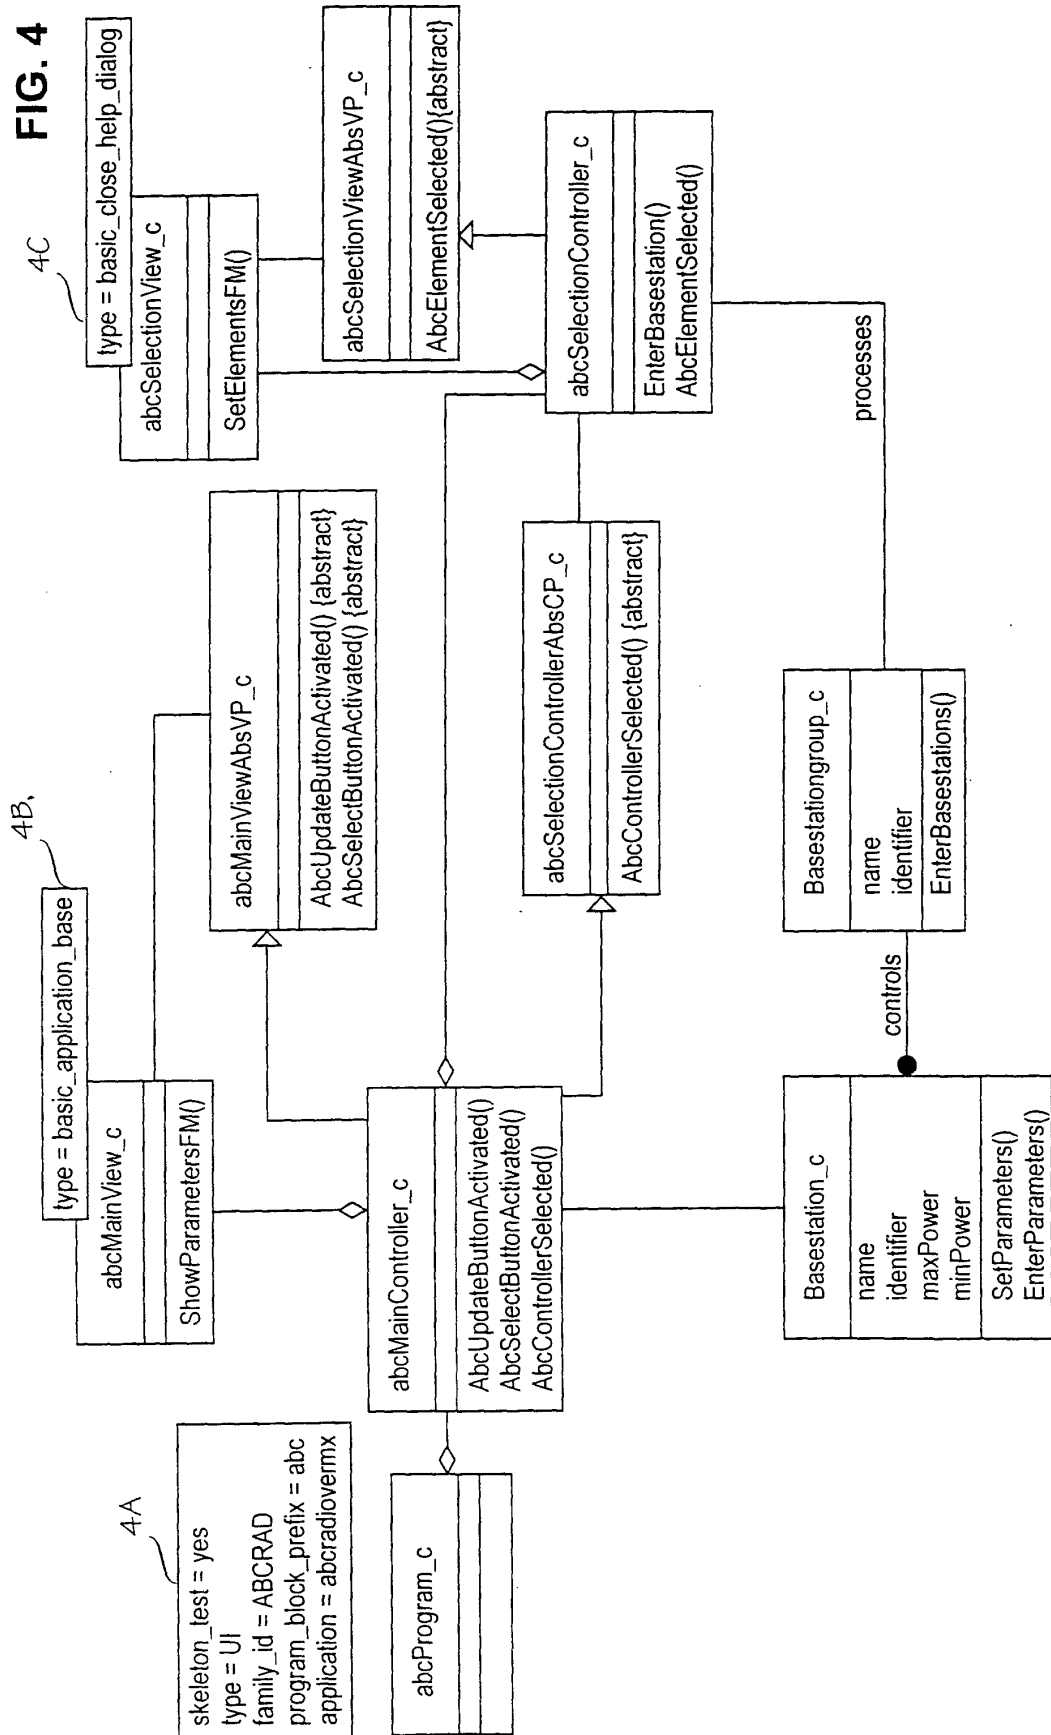 FIG. 4
4A
skeleton_test = yes
type = UI
family_id = ABCRAD
program_block_prefix = abc
application = abcradiovermx
abcProgram_c
4B.
type = basic_application_base
abcMainView_c
ShowParametersFM()
abcMainController_c
AbcUpdateButtonActivated()
AbcSelectButtonActivated()
AbcControllerSelected()
abcMainViewAbsVP_c
AbcUpdateButtonActivated() {abstract}
AbcSelectButtonActivated() {abstract}
4C
type = basic_close_help_dialog
abcSelectionView_c
SetElementsFM()
abcSelectionViewAbsVP_c
AbcElementSelected(){abstract}
abcSelectionController_c
EnterBasestation()
AbcElementSelected()
abcSelectionControllerAbsCP_c
AbcControllerSelected() {abstract}
Basestation_c
name
identifier
maxPower
minPower
SetParameters()
EnterParameters()
controls
Basestationgroup_c
name
identifier
EnterBasestations()
processes